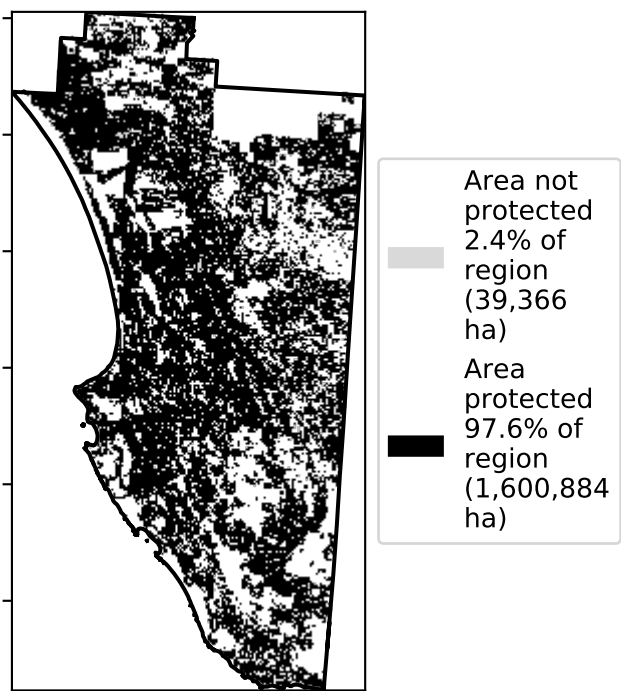 Area not
protected
2.4% of
region
(39,366
ha)
Area
protected
97.6% of
region
(1,600,884
ha)